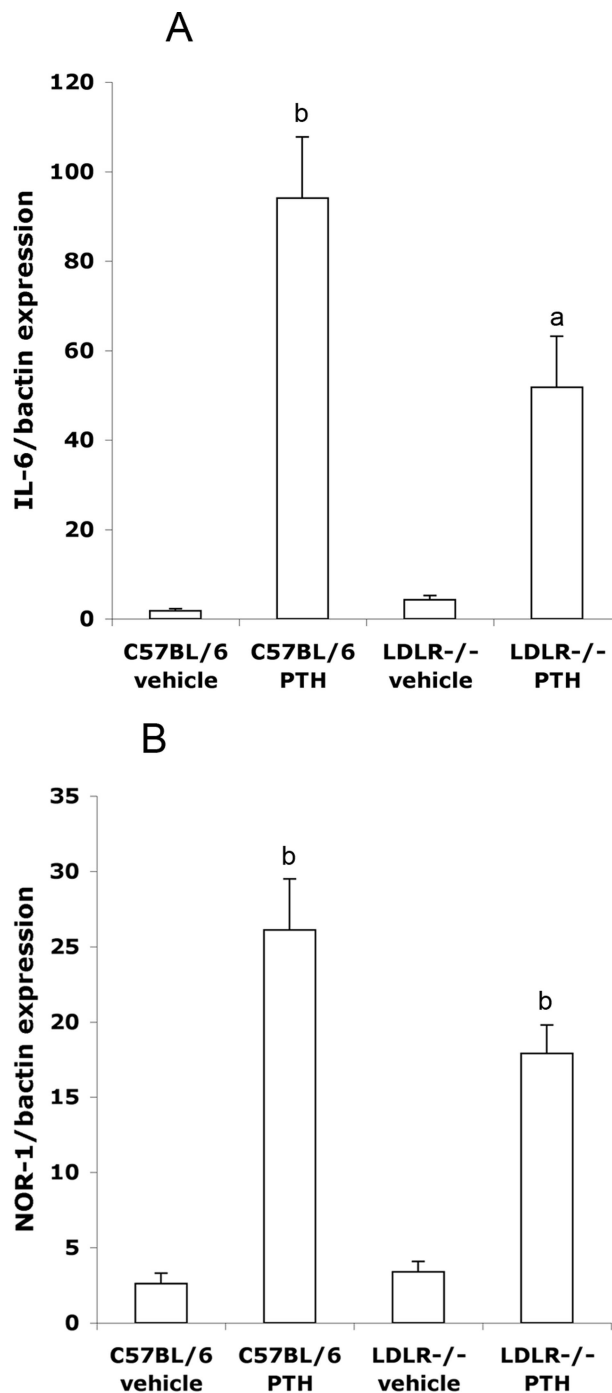 A
IL-6/bactin expression
120
100
80
60
40
20
0
b
a
C57BL/6 C57BL/6 LDLR-/- LDLR-/-
vehicle PTH vehicle PTH
B
NOR-1/bactin expression
35
30
25
20
15
10
5
0
b
b
C57BL/6 C57BL/6 LDLR-/- LDLR-/-
vehicle PTH vehicle PTH